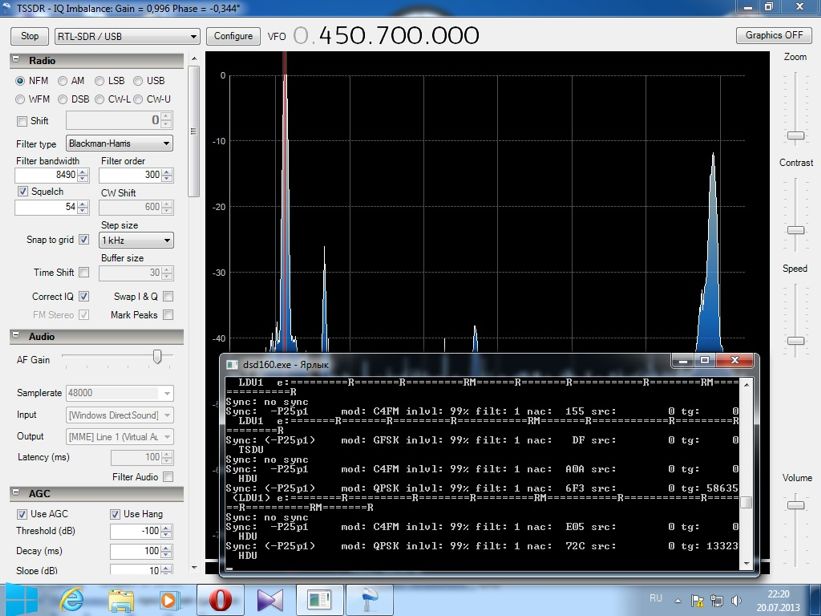 TSSDR - IQ Imbalance: Gain = 0,996 Phase = -0,344°
Stop RTL-SDR / USB Configure VFO 0.450.700.000 Graphics OFF
Radio
NFM AM LSB USB
WFM DSB CW-L CW-U
Shift 0
Filter type Blackman-Harris
Filter bandwidth Filter order
8490 300
Squelch CW Shift
54 600
Step size
Snap to grid 1 kHz
Buffer size
Time Shift 30
Correct IQ Swap I & Q
FM Stereo Mark Peaks
Audio
AF Gain
Samplerate 48000
Input [Windows DirectSound]
Output [MME] Line 1 (Virtual Au
Latency (ms) 100
Filter Audio
AGC
Use AGC Use Hang
Threshold (dB) -100
Decay (ms) 100
Slope (dB) 10
0
-10
-20
-30
-40
Zoom
Contrast
Speed
Volume
dsd160.exe - Ярлык
LDU1 e:=======R=======R=========RM=======R=========R=========R=========RM===
===========R
Sync: no sync
Sync: -P25p1 mod: C4FM inlvl: 99% filt: 1 nac: 155 src: 0 tg: 0
LDU1 e:=======R=======R=========R=========RM=======R=========R=======R
========R
Sync: (-P25p1) mod: GFSK inlvl: 99% filt: 1 nac: DF src: 0 tg: 0
TSDU
Sync: no sync
Sync: -P25p1 mod: C4FM inlvl: 99% filt: 1 nac: A0A src: 0 tg: 0
HDU
Sync: (-P25p1) mod: QPSK inlvl: 99% filt: 1 nac: 6F3 src: 0 tg: 58635
(LDU1) e:=========R=======R=========RM=================R===========R=====
==R=========RM=======R
Sync: no sync
Sync: -P25p1 mod: C4FM inlvl: 99% filt: 1 nac: E05 src: 0 tg: 0
HDU
Sync: (-P25p1) mod: QPSK inlvl: 99% filt: 1 nac: 72C src: 0 tg: 13323
HDU
RU 22:20
20.07.2013